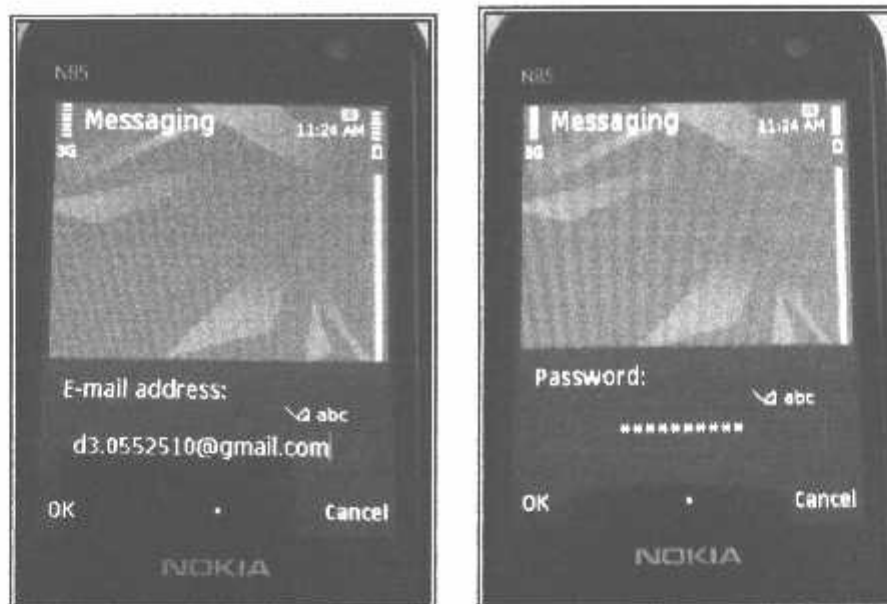 N85
Messaging
11:24 AM
3G
E-mail address:
abc
d3.0552510@gmail.com
OK
Cancel
NOKIA
N85
Messaging
11:24 AM
3G
Password:
abc
**********
OK
Cancel
NOKIA